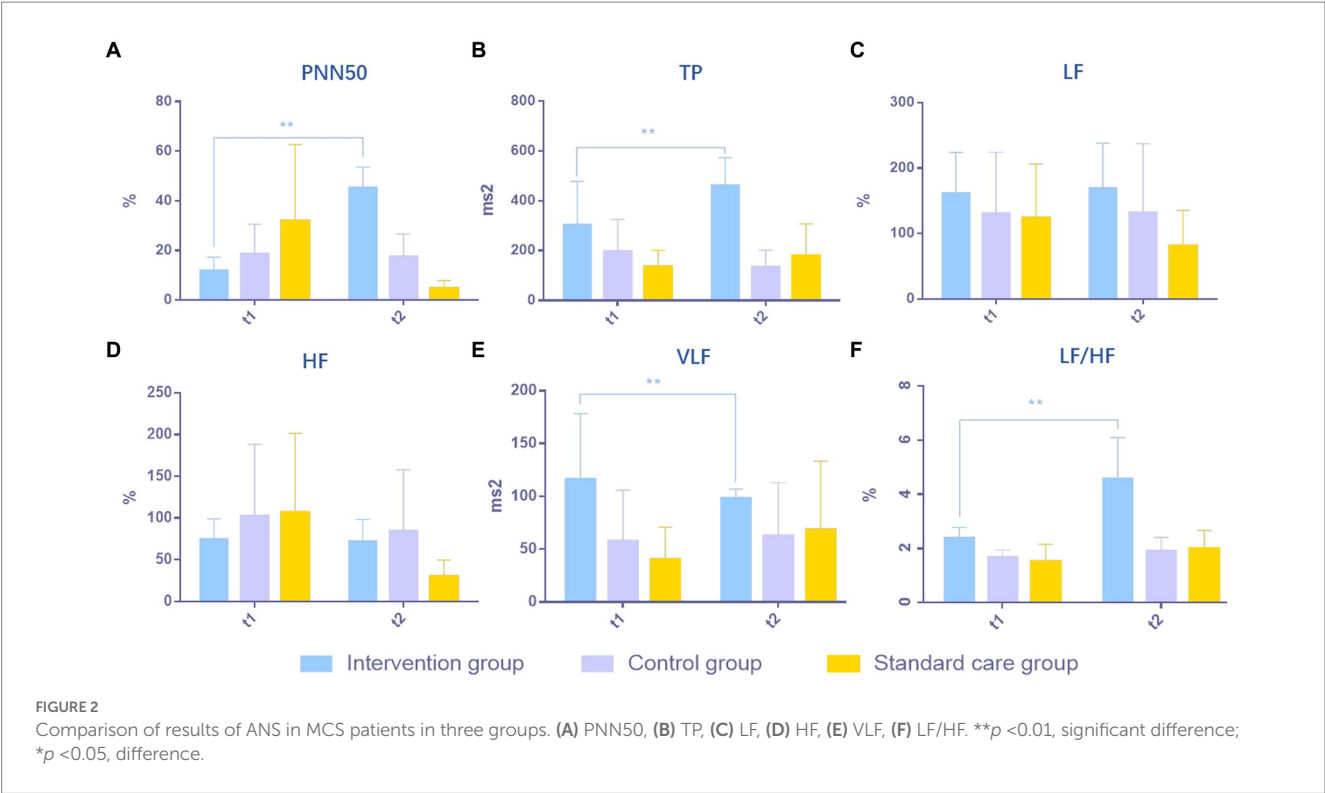 A
PNN50
80
60
40
20
0
%
**
t1
t2
B
TP
800
600
400
200
0
ms2
**
t1
t2
C
LF
300
200
100
0
%
t1
t2
D
HF
250
200
150
100
50
0
%
t1
t2
E
VLF
200
150
100
50
0
ms2
**
t1
t2
F
LF/HF
8
6
4
2
0
%
**
t1
t2
Intervention group
Control group
Standard care group
FIGURE 2
Comparison of results of ANS in MCS patients in three groups. (A) PNN50, (B) TP, (C) LF, (D) HF, (E) VLF, (F) LF/HF. **p <0.01, significant difference;
*p <0.05, difference.